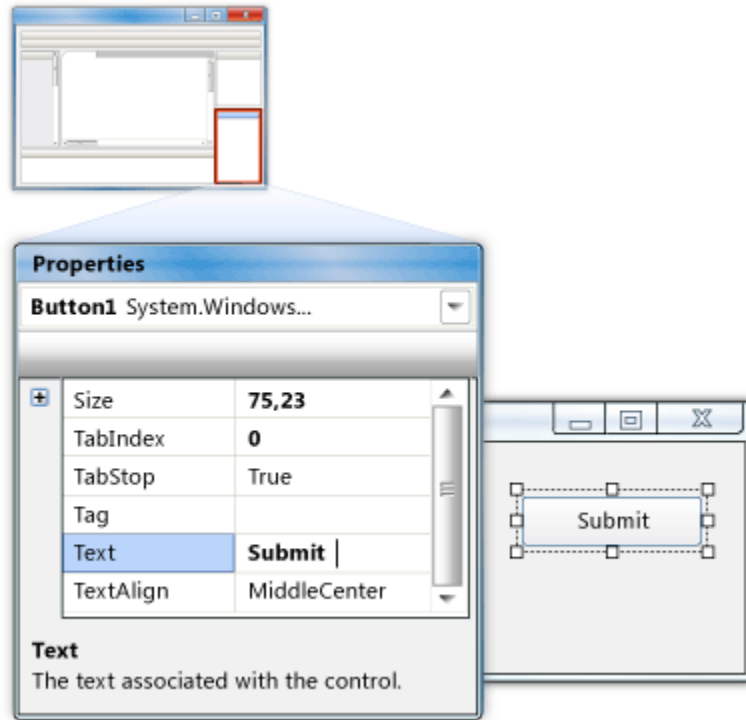 Properties
Button1 System.Windows...
Size 75,23
TabIndex 0
TabStop True
Tag
Text Submit
TextAlign MiddleCenter
Text
The text associated with the control.
Submit